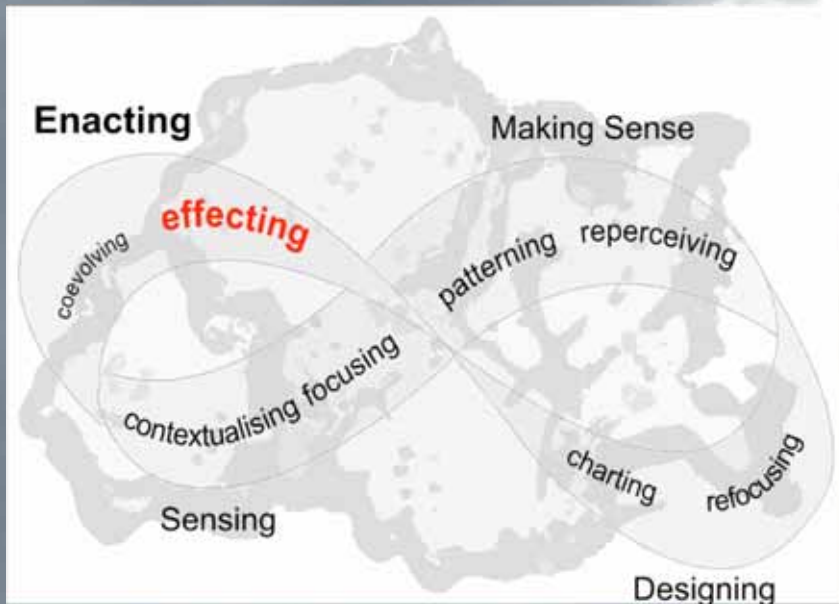 Enacting
Making Sense
effecting
coevolving
patterning
reperceiving
contextualising
focusing
charting
refocusing
Sensing
Designing